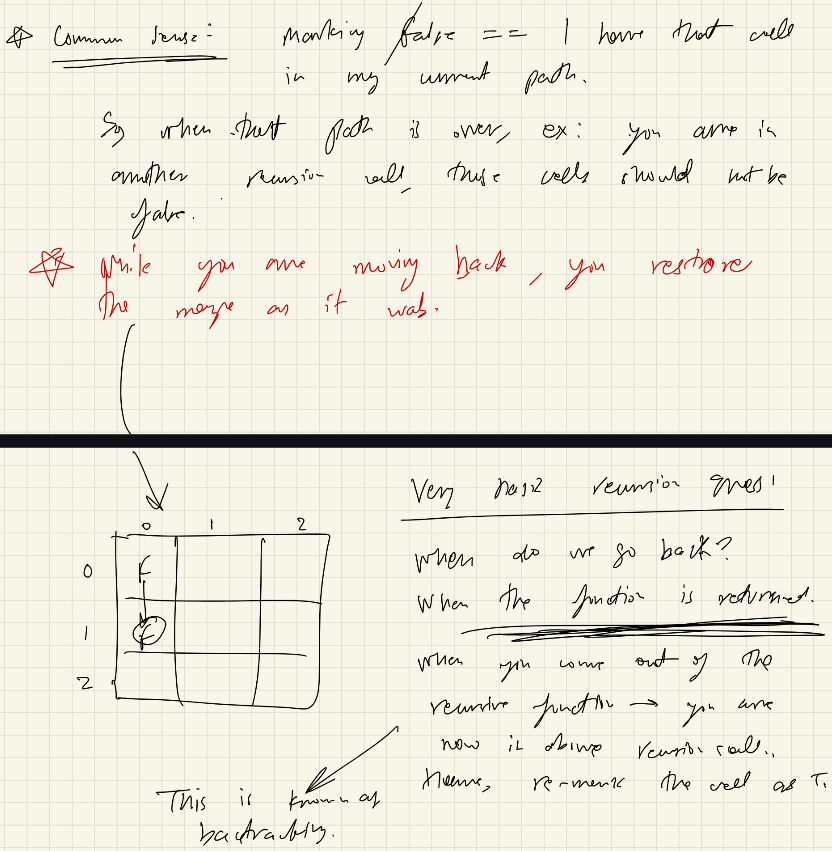 Common sense:- Marking false == I have that cell
in my current path.
So when that path is over, ex: you are in
another recursion call, those cells should not be
false.
While you are moving back, you restore
the maze as it was.
Very basic recursion ques!
When do we go back?
When the function is returned.
When you come out of the
recursive function → you are
now in above recursion call..
Hence, re-mark the cell as T.
0 1 2
0 F
1 F
2
This is known as
backtracking.